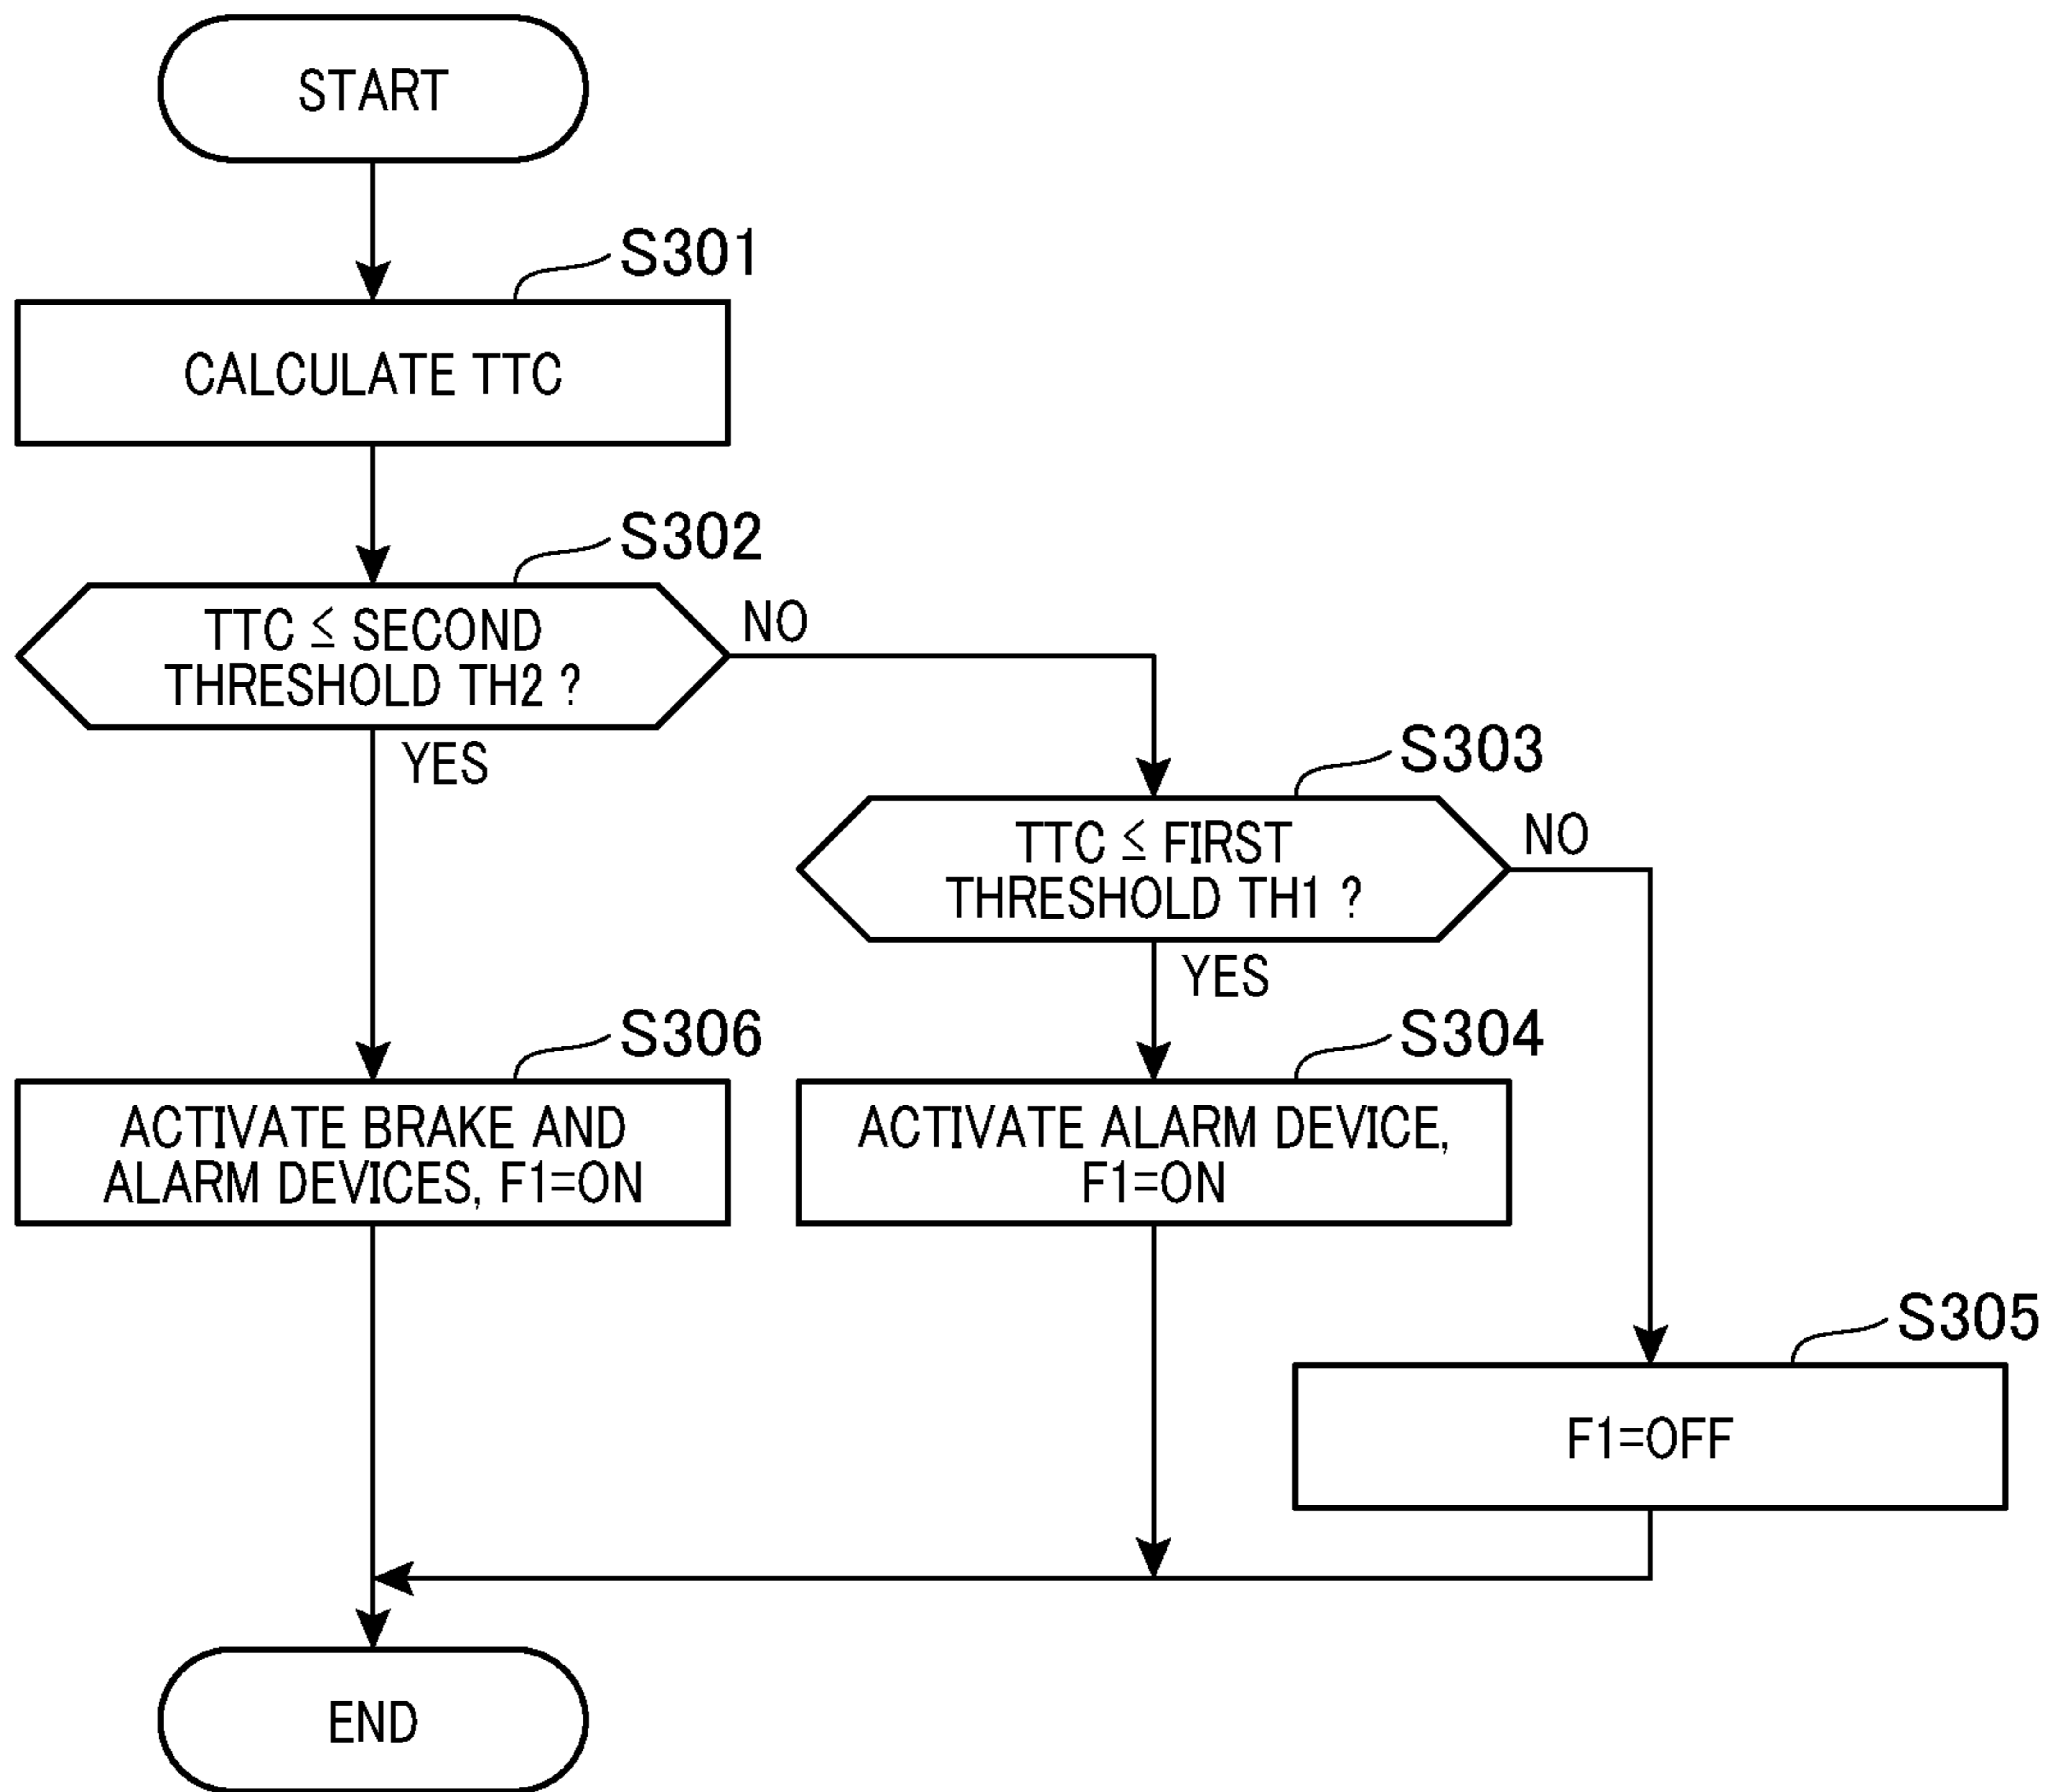 START
S301
CALCULATE TTC
S302
TTC ≦ SECOND
THRESHOLD TH2 ?
NO
YES
S303
TTC ≦ FIRST
THRESHOLD TH1 ?
NO
YES
S306
ACTIVATE BRAKE AND
ALARM DEVICES, F1=ON
S304
ACTIVATE ALARM DEVICE,
F1=ON
S305
F1=OFF
END